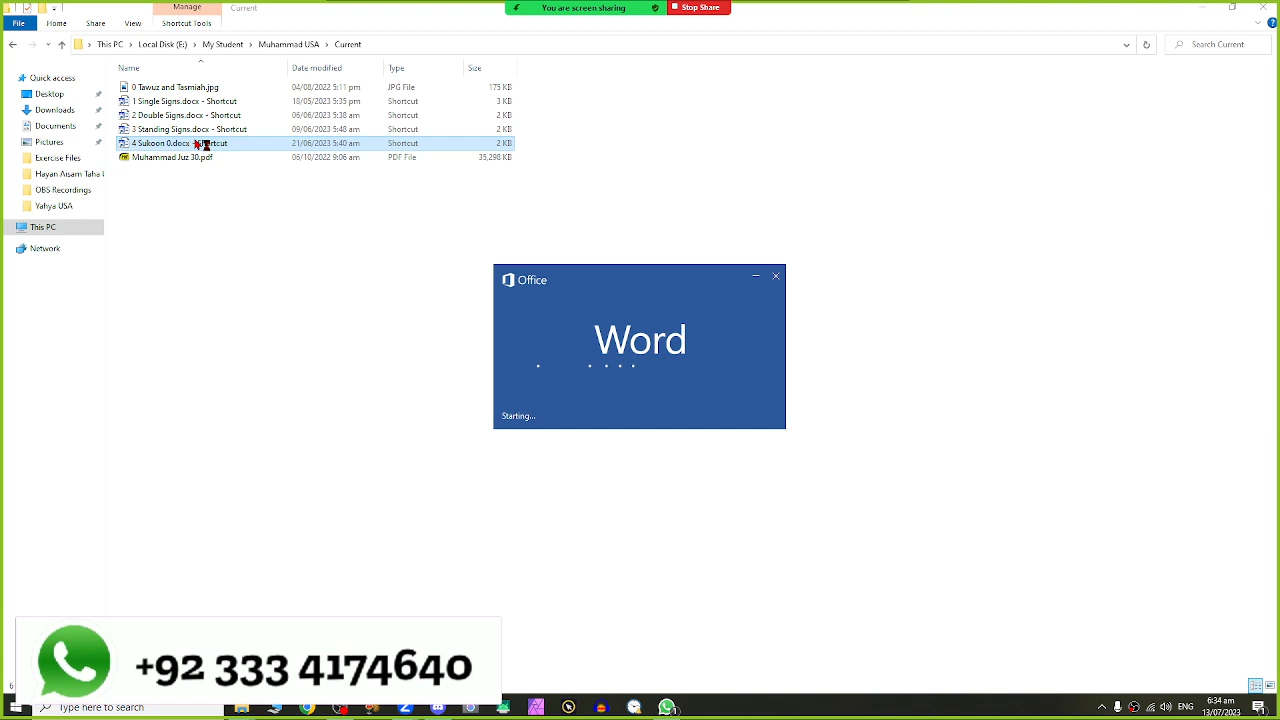 Manage
Current
You are screen sharing
Stop Share
File
Home
Share
View
Shortcut Tools
This PC
Local Disk (E:)
My Student
Muhammad USA
Current
Search Current
Name
Date modified
Type
Size
Quick access
Desktop
Downloads
Documents
Pictures
Exercise Files
Hayan Aisam Taha
OBS Recordings
Yahya USA
This PC
Network
0 Tawuz and Tasmiah.jpg 04/08/2022 5:11 pm JPG File 175 KB
1 Single Signs.docx - Shortcut 18/05/2023 5:35 pm Shortcut 3 KB
2 Double Signs.docx - Shortcut 06/06/2023 5:38 am Shortcut 2 KB
3 Standing Signs.docx - Shortcut 09/06/2023 5:48 am Shortcut 2 KB
4 Sukoon 0.docx - Shortcut 21/06/2023 5:40 am Shortcut 2 KB
Muhammad Juz 30.pdf 06/10/2022 9:06 am PDF File 35,298 KB
Office
Word
Starting...
+92 333 4174640
6
Type here to search
6:34 am
13/07/2023